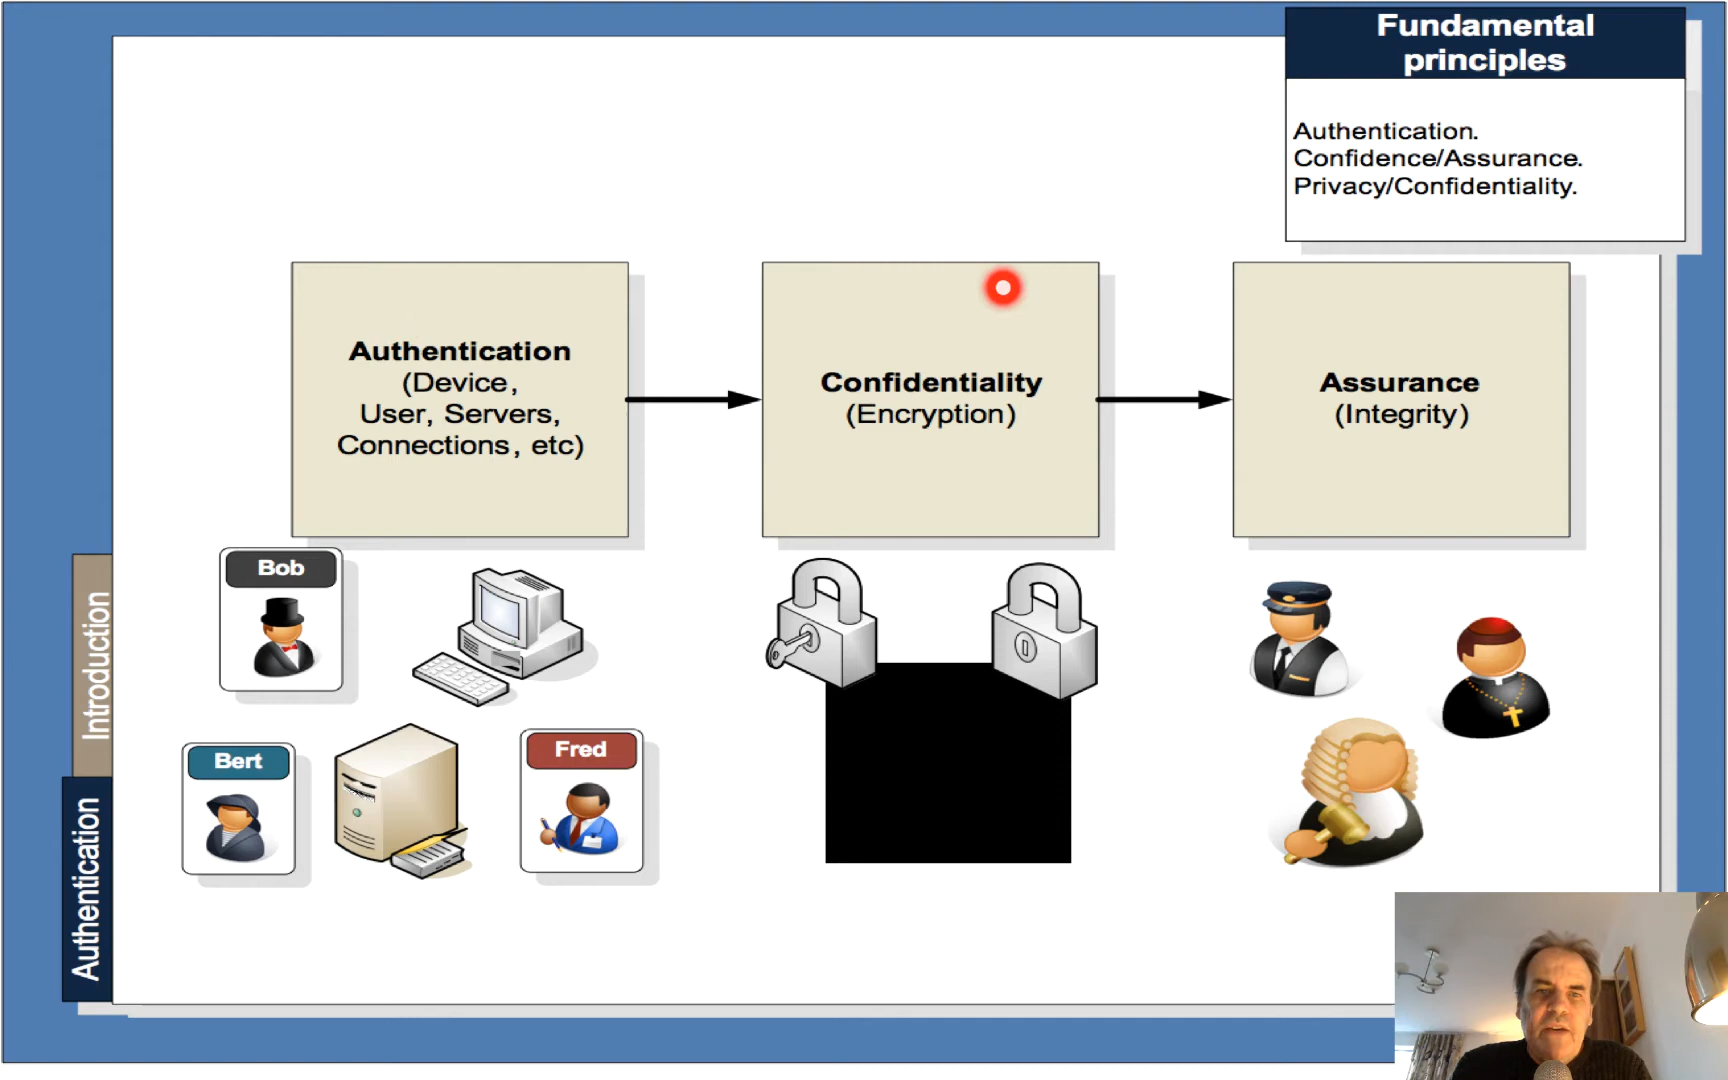 Fundamental
principles
Authentication.
Confidence/Assurance.
Privacy/Confidentiality.
Authentication
(Device,
User, Servers,
Connections, etc)
Confidentiality
(Encryption)
Assurance
(Integrity)
Bob
Bert
Fred
Introduction
Authentication